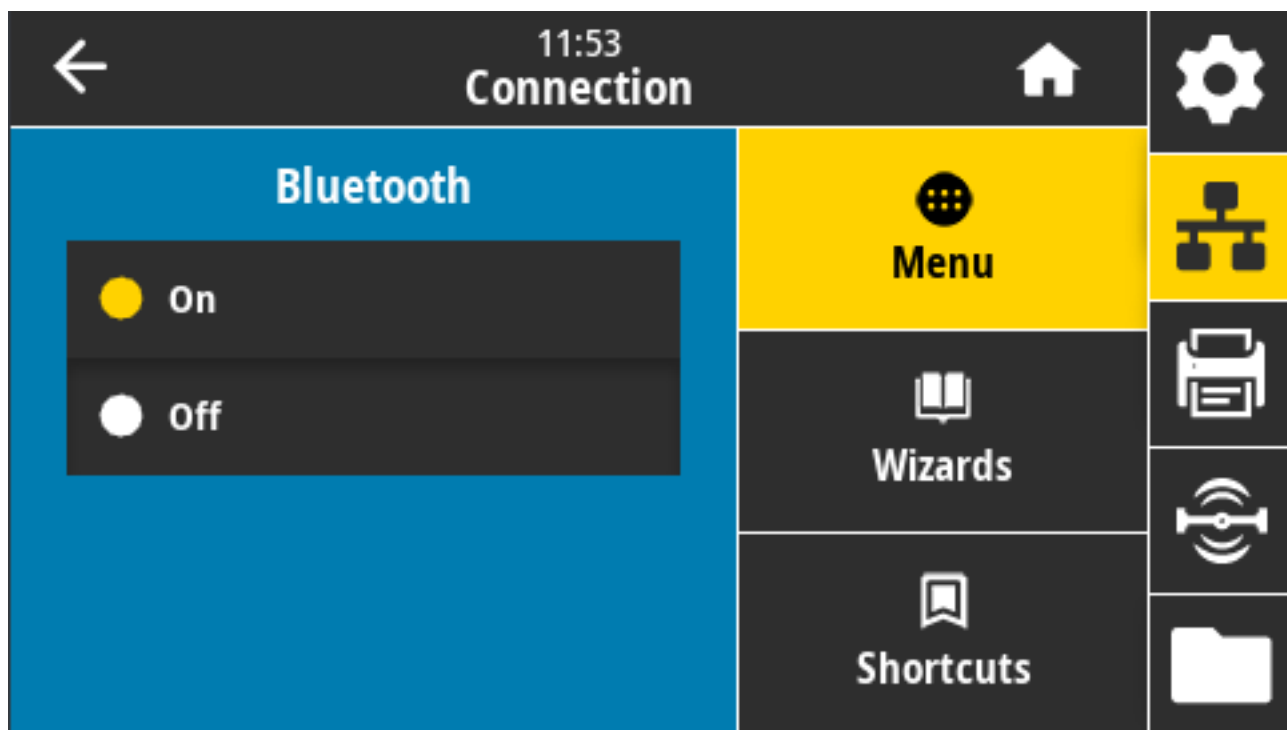 11:53
Connection
Bluetooth
On
Off
Menu
Wizards
Shortcuts